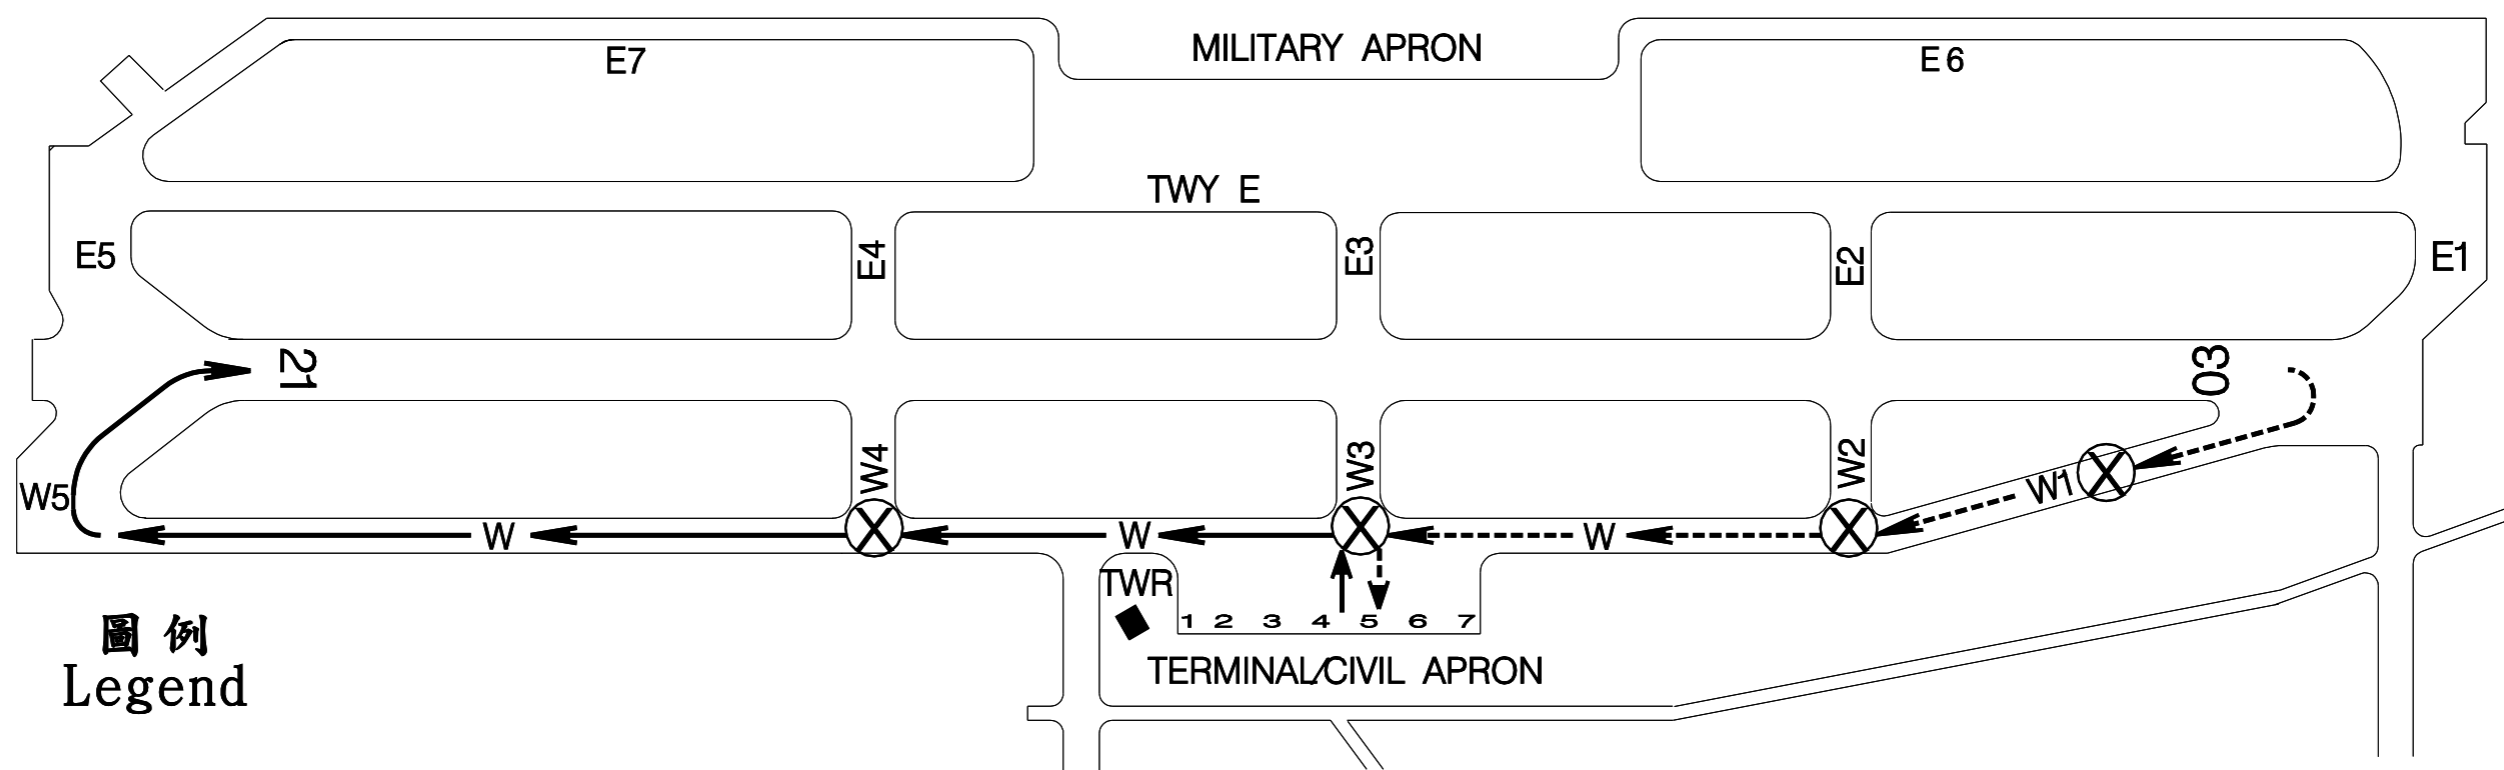 MILITARY APRON
E7
E6
TWY E
E5
E4
E3
E2
E1
21
03
W4
W3
W2
W1
W5
W
W
W
TWR
1 2 3 4 5 6 7
TERMINAL/CIVIL APRON
圖例
Legend